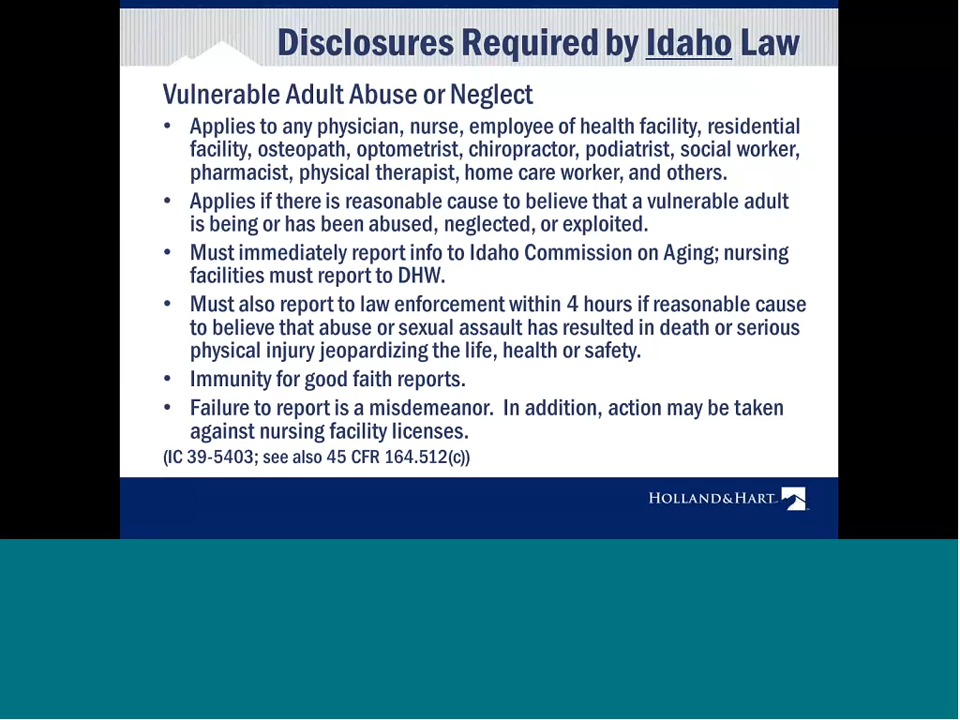 Disclosures Required by Idaho Law
Vulnerable Adult Abuse or Neglect
• Applies to any physician, nurse, employee of health facility, residential
facility, osteopath, optometrist, chiropractor, podiatrist, social worker,
pharmacist, physical therapist, home care worker, and others.
• Applies if there is reasonable cause to believe that a vulnerable adult
is being or has been abused, neglected, or exploited.
• Must immediately report info to Idaho Commission on Aging; nursing
facilities must report to DHW.
• Must also report to law enforcement within 4 hours if reasonable cause
to believe that abuse or sexual assault has resulted in death or serious
physical injury jeopardizing the life, health or safety.
• Immunity for good faith reports.
• Failure to report is a misdemeanor. In addition, action may be taken
against nursing facility licenses.
(IC 39-5403; see also 45 CFR 164.512(c))
HOLLAND&HART